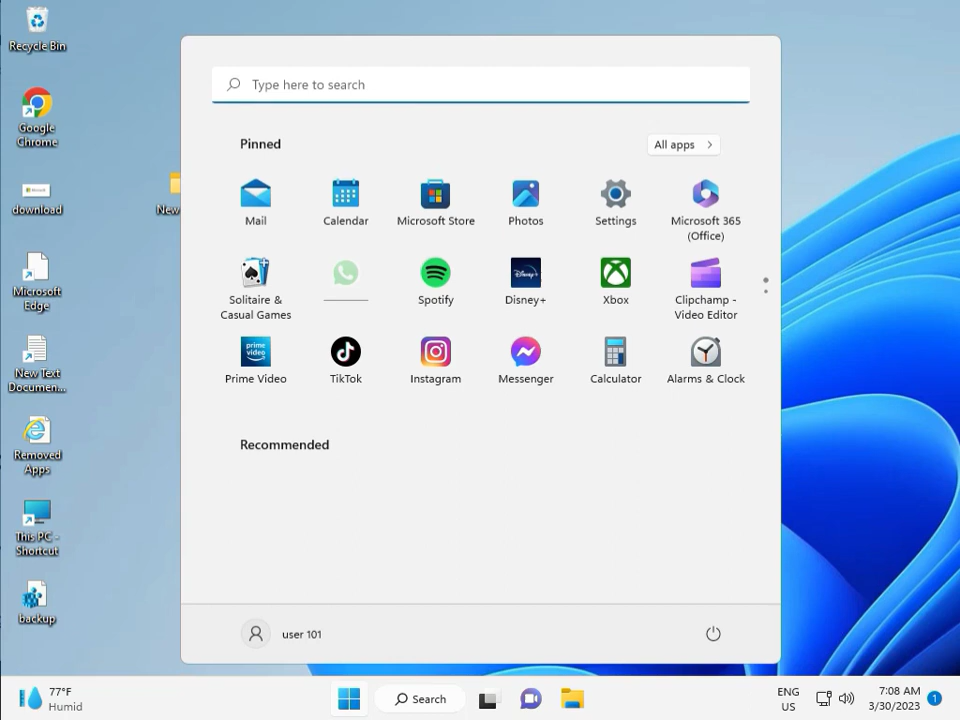 Recycle Bin
Google
Chrome
download
New
Microsoft
Edge
New Text
Documen...
Removed
Apps
This PC -
Shortcut
backup
Type here to search
Pinned
All apps
Mail
Calendar
Microsoft Store
Photos
Settings
Microsoft 365
(Office)
Solitaire &
Casual Games
Spotify
Disney+
Disney+
Xbox
Clipchamp -
Video Editor
prime
video
Prime Video
TikTok
Instagram
Messenger
Calculator
Alarms & Clock
Recommended
user 101
77°F
Humid
Search
ENG
US
7:08 AM
3/30/2023
1